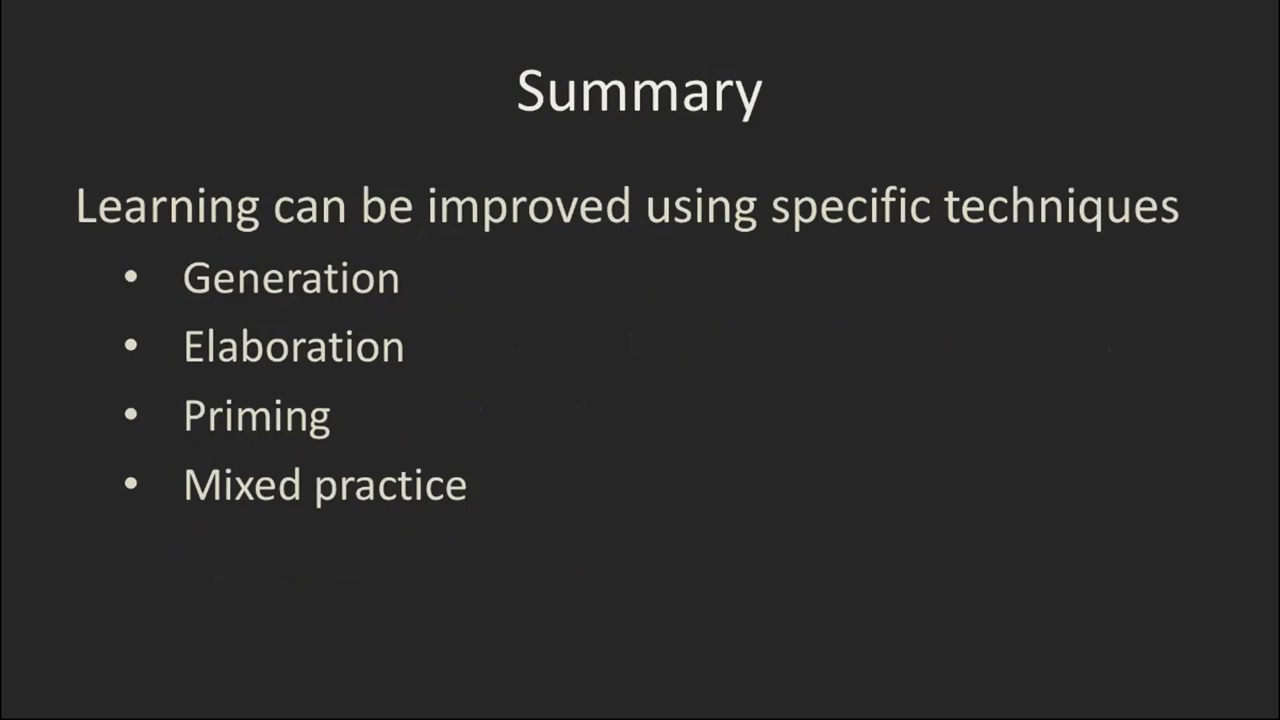 Summary
Learning can be improved using specific techniques
• Generation
• Elaboration
• Priming
• Mixed practice